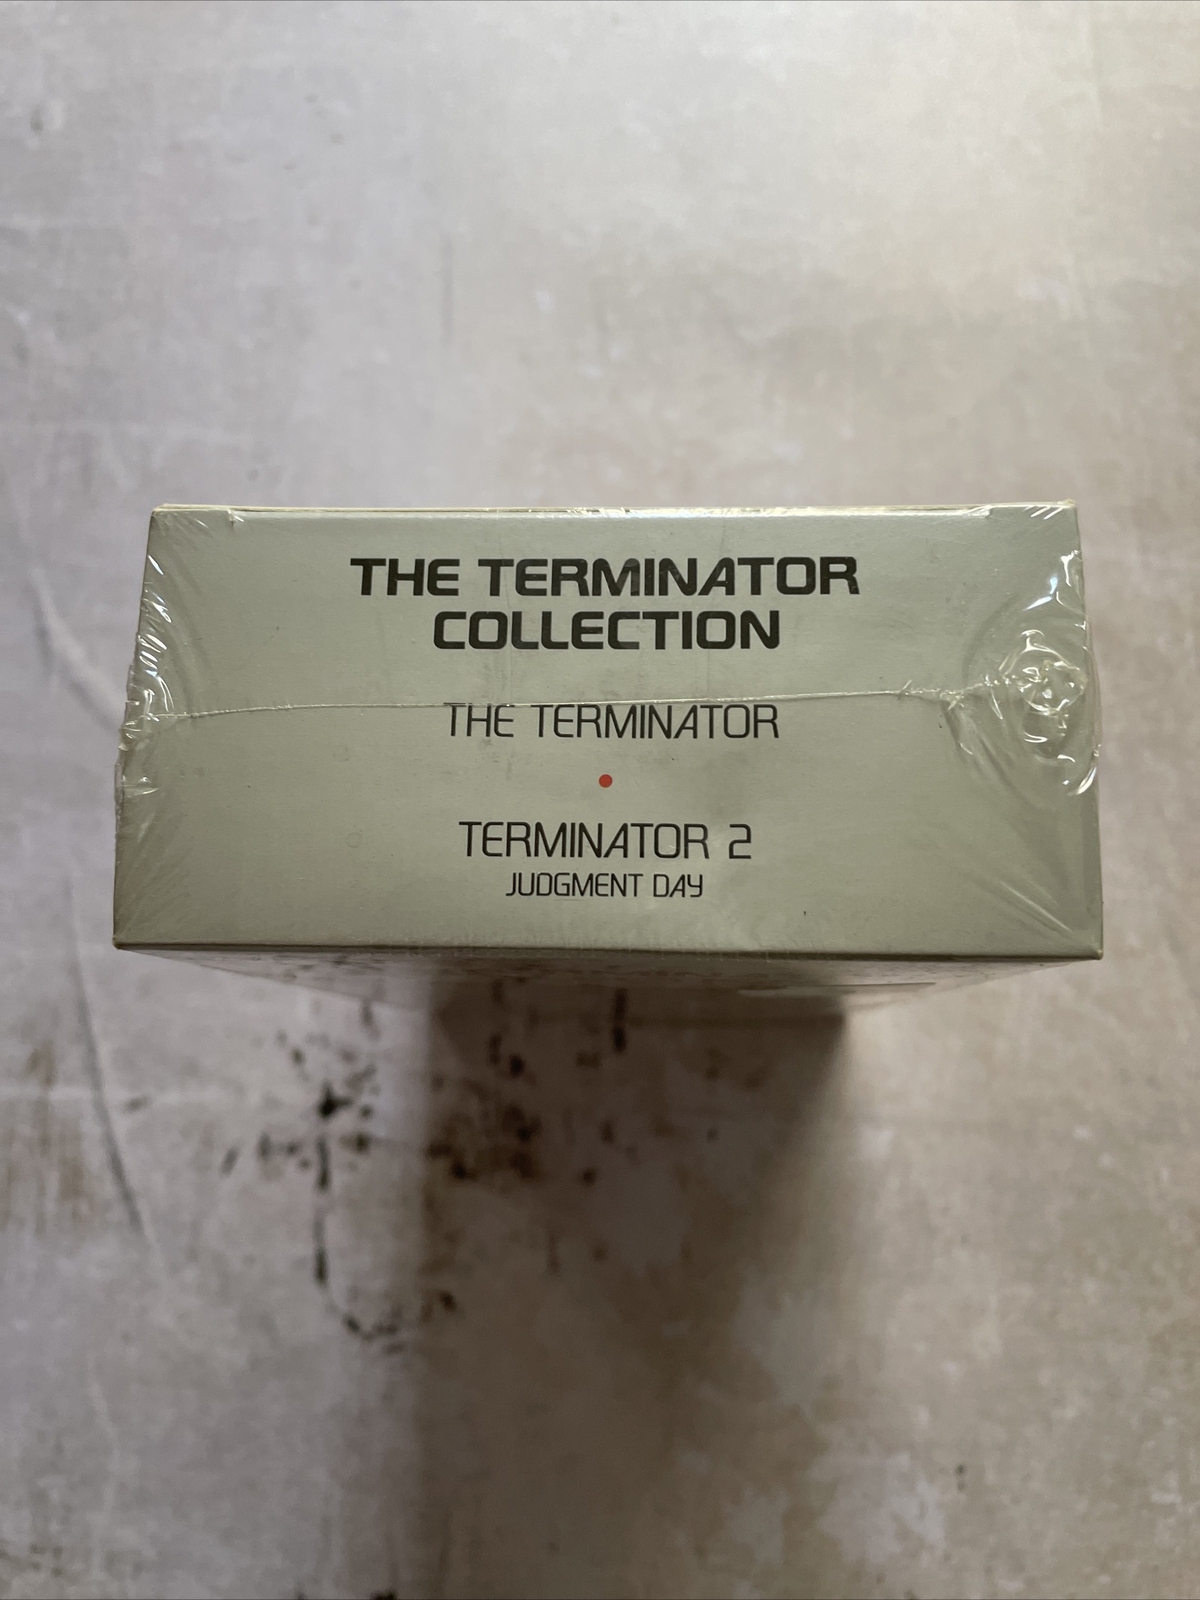 THE TERMINATOR
COLLECTION
THE TERMINATOR
TERMINATOR 2
JUDGMENT DAY